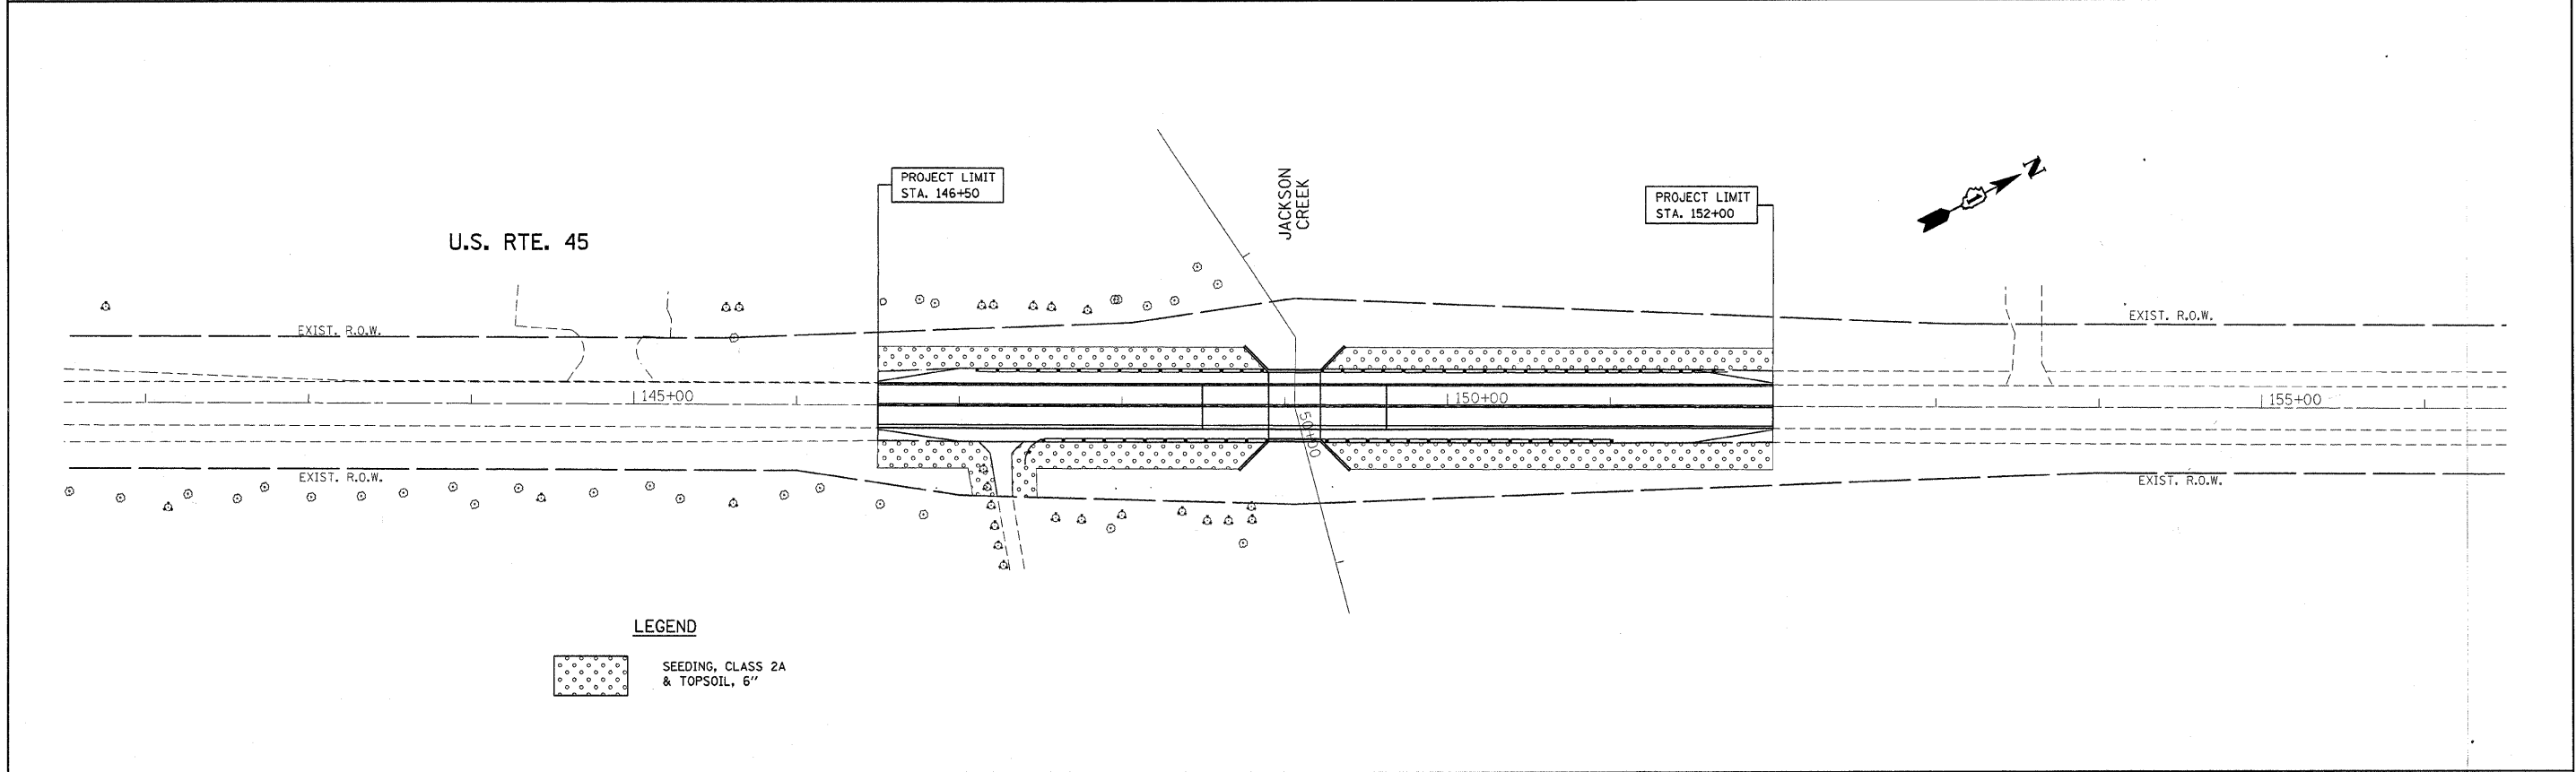 PROJECT LIMIT
STA. 146+50
JACKSON
CREEK
PROJECT LIMIT
STA. 152+00
N
U.S. RTE. 45
EXIST. R.O.W.
EXIST. R.O.W.
145+00
150+00
155+00
50+00
EXIST. R.O.W.
EXIST. R.O.W.
LEGEND
SEEDING, CLASS 2A
& TOPSOIL, 6"